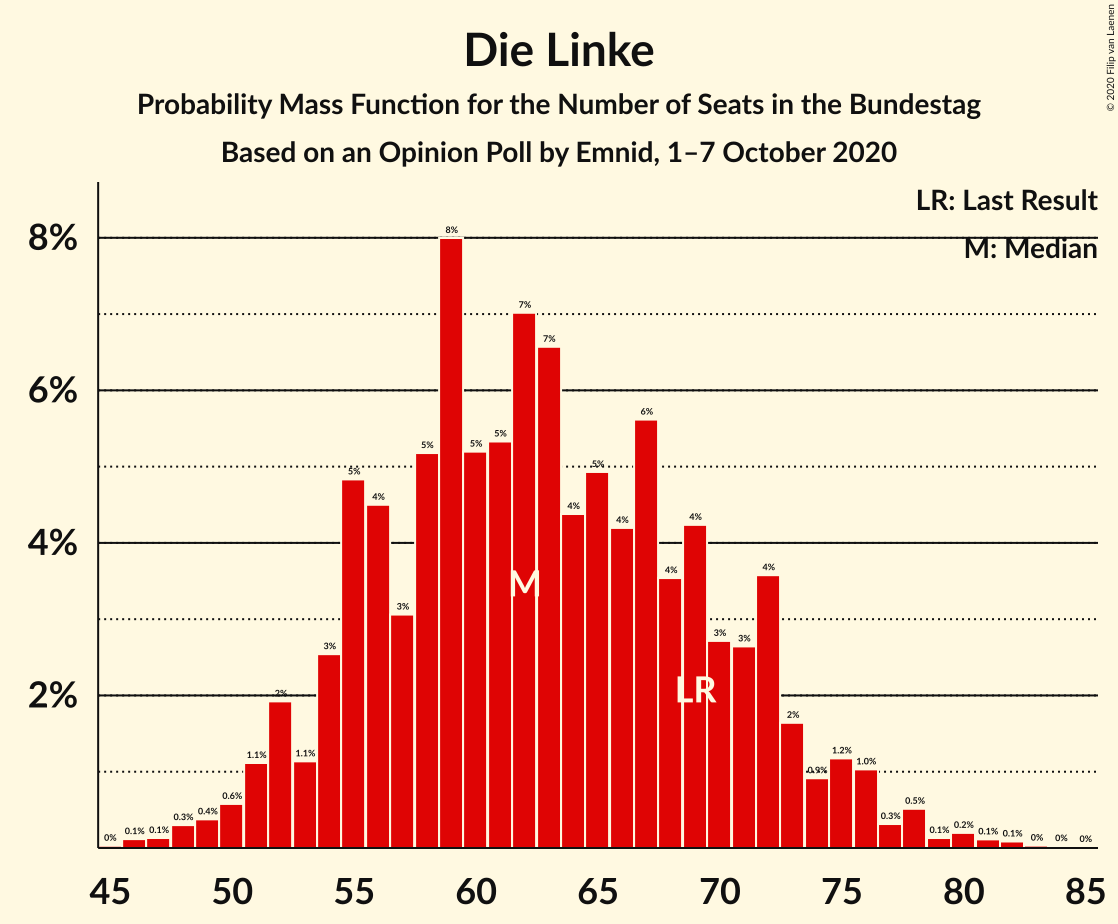 Die Linke
Probability Mass Function for the Number of Seats in the Bundestag
Based on an Opinion Poll by Emnid, 1–7 October 2020
© 2020 Filip van Laenen
LR: Last Result
M: Median
8%
6%
4%
2%
0% 0.1% 0.1% 0.3% 0.4% 0.6% 1.1% 2% 1.1% 3% 5% 4% 3% 5% 8% 5% 5% 7% 7% 4% 5% 4% 6% 4% 4% 3% 3% 4% 2% 0.9% 1.2% 1.0% 0.3% 0.5% 0.1% 0.2% 0.1% 0.1% 0% 0% 0%
M
LR
45 50 55 60 65 70 75 80 85